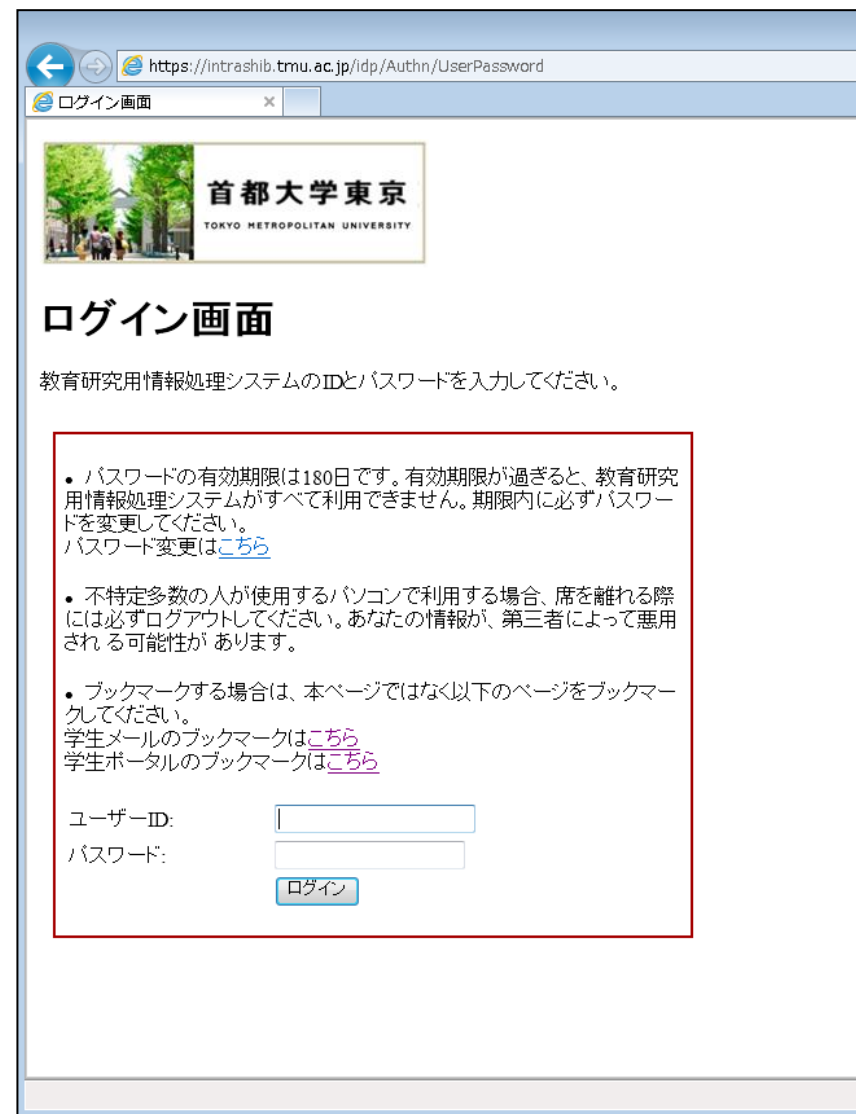 https://intrashib.tmu.ac.jp/idp/Authn/UserPassword
ログイン画面
首都大学東京
TOKYO METROPOLITAN UNIVERSITY
ログイン画面
教育研究用情報処理システムのIDとパスワードを入力してください。
● パスワードの有効期限は180日です。有効期限が過ぎると、教育研究
用情報処理システムがすべて利用できません。期限内に必ずパスワー
ドを変更してください。
パスワード変更はこちら
● 不特定多数の人が使用するパソコンで利用する場合、席を離れる際
には必ずログアウトしてください。あなたの情報が、第三者によって悪用
され る可能性が あります。
● ブックマークする場合は、本ページではなく以下のページをブックマー
クしてください。
学生メールのブックマークはこちら
学生ポータルのブックマークはこちら
ユーザーID:
パスワード:
ログイン